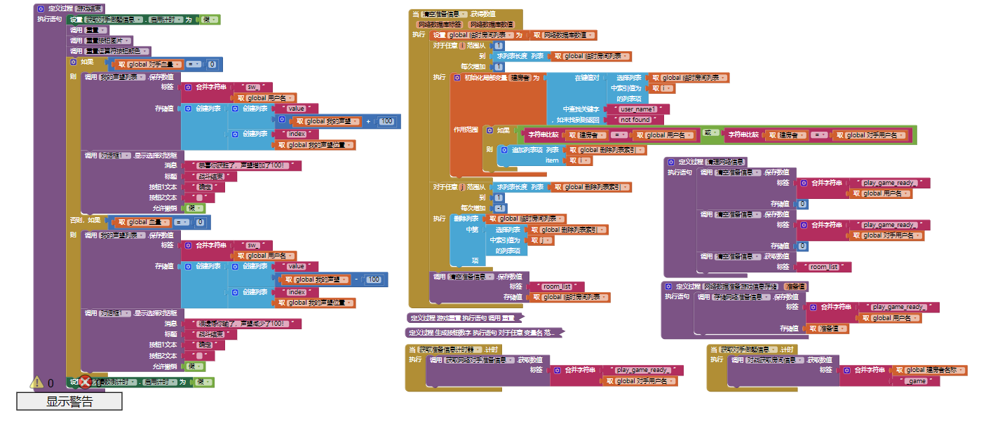 定义过程 游戏结束
执行语句 设置 获取对手做题信息 . 启用计时 为 假
调用 重置
调用 重置按钮图片
调用 重置运算符按钮颜色
如果 取 global 对手血量 = 0
则 调用 我的声望列表 .保存数值
标签 合并字符串 " sw_ "
取 global 用户名
存储值 创建列表 创建列表 " value "
取 global 我的声望 + 100
创建列表 " index "
取 global 我的声望位置
调用 对话框1 .显示选择对话框
消息 " 恭喜你获胜了，声望增加了100！ "
标题 " 战斗结束 "
按钮1文本 " 确定 "
按钮2文本 " "
允许撤销 假
否则，如果 取 global 血量 = 0
则 调用 我的声望列表 .保存数值
标签 合并字符串 " sw_ "
取 global 用户名
存储值 创建列表 创建列表 " value "
取 global 我的声望 - 100
创建列表 " index "
取 global 我的声望位置
调用 对话框1 .显示选择对话框
消息 " 很遗憾你输了，声望减少了100！ "
标题 " 战斗结束 "
按钮1文本 " 确定 "
按钮2文本 " "
允许撤销 假
倒计时 . 启用计时 为 假
0
显示警告
当 清空准备信息 .获得数值
网络数据库标签 网络数据库数值
执行 设置 global 临时房间列表 为 取 网络数据库数值
对于任意 i 范围从 1
到 求列表长度 列表 取 global 临时房间列表
每次增加 1
执行 初始化局部变量 建房者 为 在键值对 选择列表 取 global 临时房间列表
中索引值为 取 i
的列表项
中查找关键字 " user_name1 "
，如未找到则返回 " not found "
作用范围 如果 字符串比较 取 建房者 = 取 global 用户名 或 字符串比较 取 建房者 = 取 global 对手用户名
则 追加列表项 列表 取 global 删除列表索引
item 取 i
对于任意 j 范围从 求列表长度 列表 取 global 删除列表索引
到 1
每次增加 -1
执行 删除列表 取 global 临时房间列表
中第 选择列表 取 global 删除列表索引
中索引值为 取 j
的列表项
项
调用 清空准备信息 .保存数值
标签 " room_list "
存储值 取 global 临时房间列表
定义过程 游戏重置 执行语句 调用 重置
定义过程 生成按钮数字 执行语句 对于任意 变量名 范...
当 获取准备信息计时器 .计时
执行 调用 获取网络对手准备信息 .获取数值
标签 合并字符串 " play_game_ready_ "
取 global 对手用户名
定义过程 清理网络信息
执行语句 调用 清空准备信息 .保存数值
标签 合并字符串 " play_game_ready_ "
取 global 用户名
存储值 0
调用 清空准备信息 .保存数值
标签 合并字符串 " play_game_ready_ "
取 global 对手用户名
存储值 0
调用 清空准备信息 .获取数值
标签 " room_list "
定义过程 网络数据准备游戏信息存储 准备值
执行语句 调用 存储网络准备信息 .保存数值
标签 合并字符串 " play_game_ready_ "
取 global 用户名
存储值 取 准备值
当 获取对手做题信息 .计时
执行 调用 对战获取房间信息 .获取数值
标签 合并字符串 取 global 建房者名称
" _game "